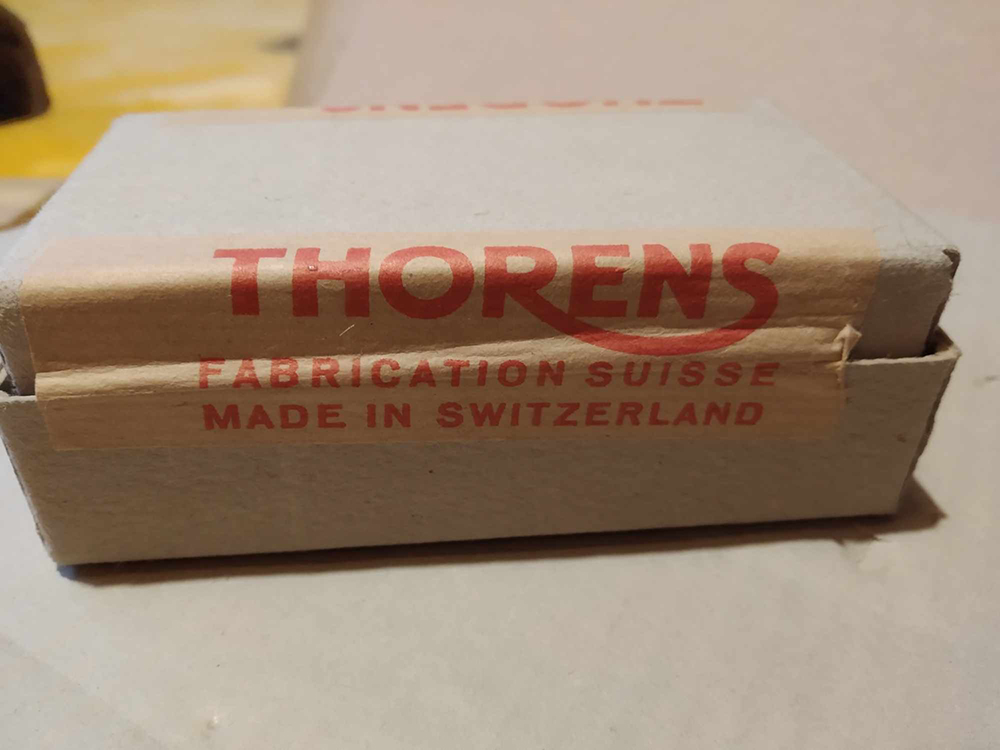 THORENS
FABRICATION SUISSE
MADE IN SWITZERLAND